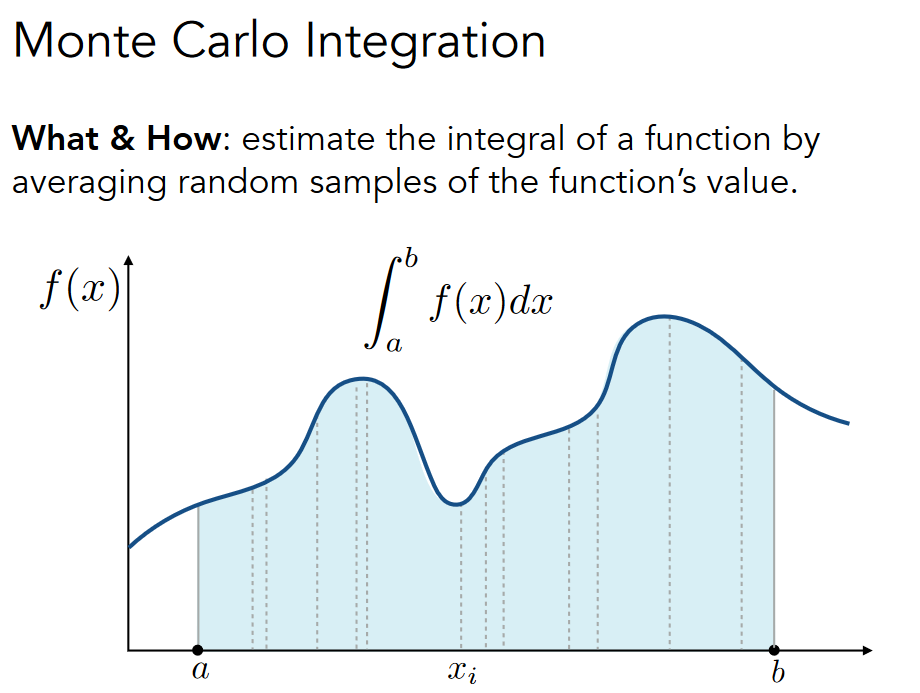 Monte Carlo Integration
What & How: estimate the integral of a function by
averaging random samples of the function’s value.
f(x)
∫_a^b f(x)dx
a
x_i
b